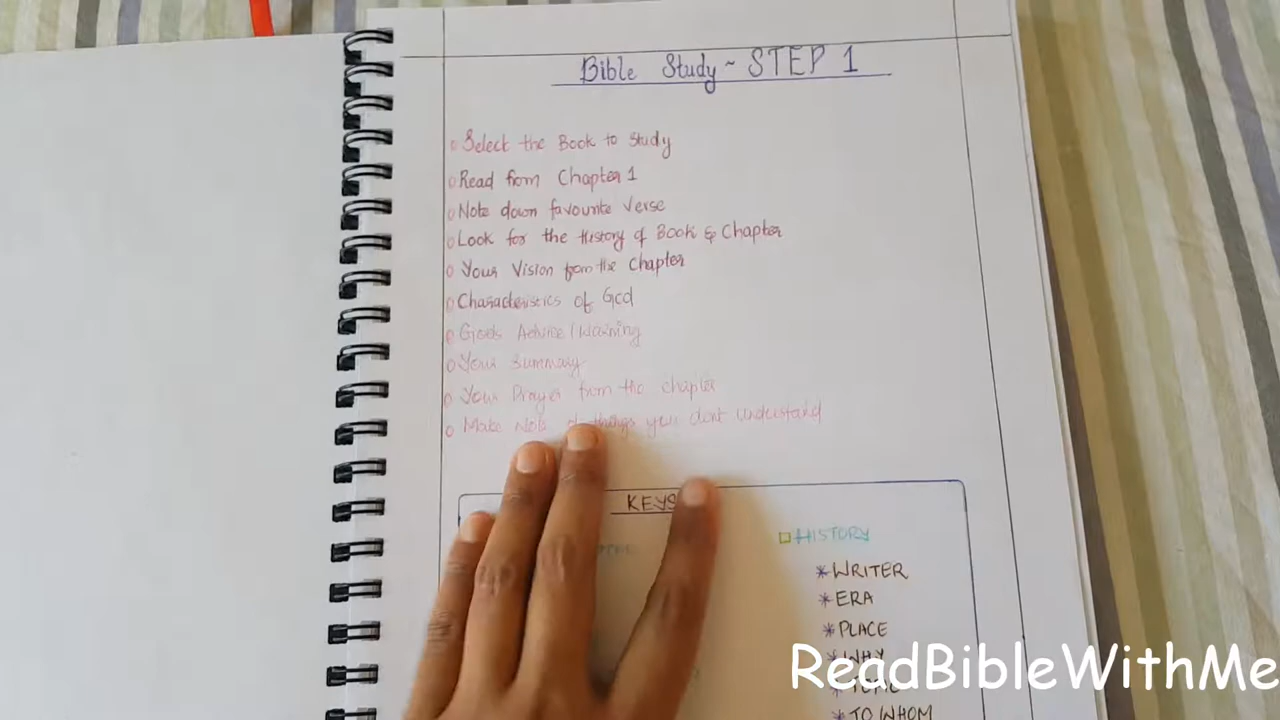 Bible Study ~ STEP 1
Select the Book to Study
Read from Chapter 1
Note down favourite Verse
Look for the History of Book & Chapter
Your Vision from the Chapter
Characteristics of God
Gods Advice/Warning
Your Summary
Your Prayer from the chapter
Make Note of things you dont understand
KEYS
HISTORY
* WRITER
* ERA
* PLACE
* WHY
* TOPIC
* TO WHOM
ReadBibleWithMe